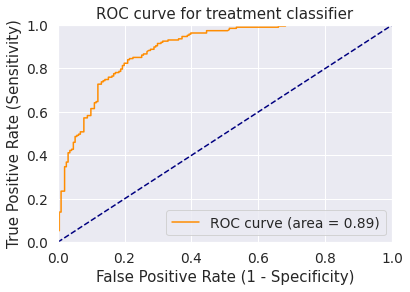 ROC curve for treatment classifier
True Positive Rate (Sensitivity)
1.0
0.8
0.6
0.4
0.2
0.0
ROC curve (area = 0.89)
0.0 0.2 0.4 0.6 0.8 1.0
False Positive Rate (1 - Specificity)